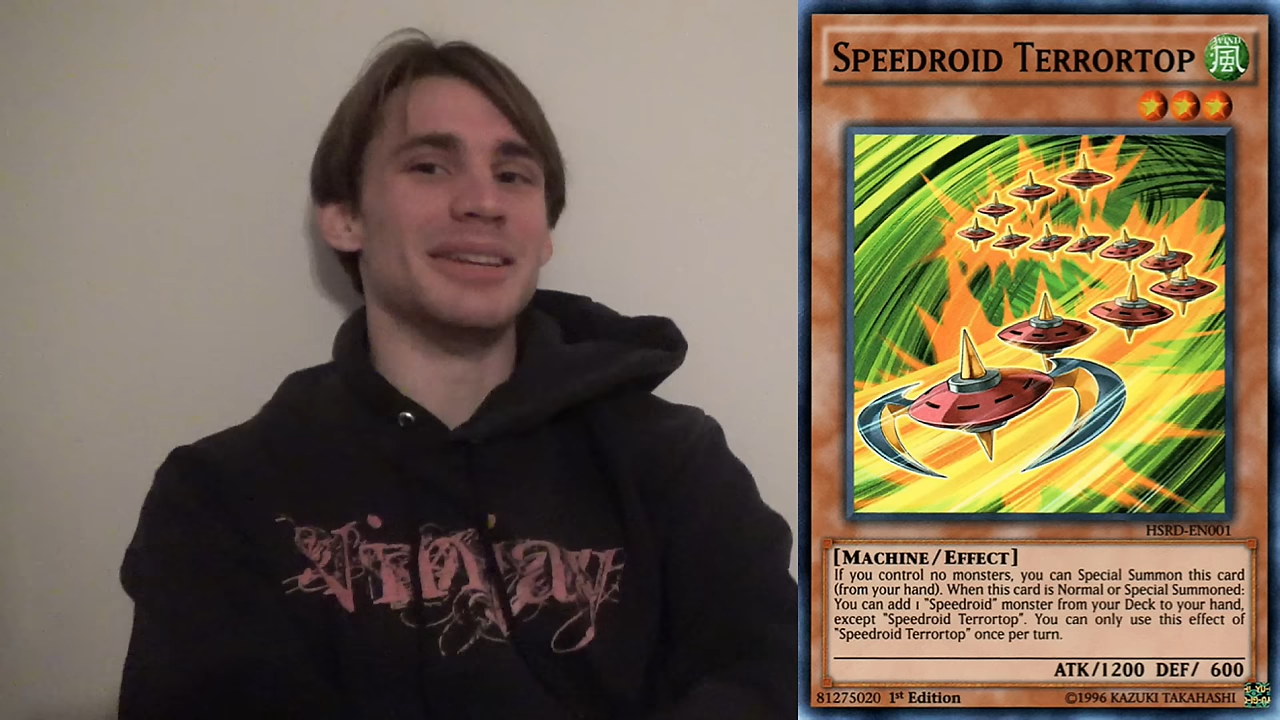 Vinjay
SPEEDROID TERRORTOP
WIND
風
HSRD-EN001
[MACHINE/EFFECT]
If you control no monsters, you can Special Summon this card
(from your hand). When this card is Normal or Special Summoned:
You can add 1 "Speedroid" monster from your Deck to your hand,
except "Speedroid Terrortop". You can only use this effect of
"Speedroid Terrortop" once per turn.
ATK/1200 DEF/ 600
81275020 1st Edition
©1996 KAZUKI TAKAHASHI